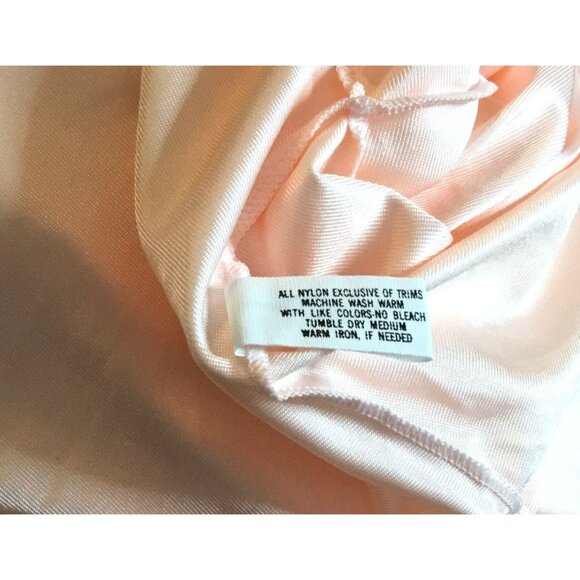 ALL NYLON EXCLUSIVE OF TRIMS
MACHINE WASH WARM
WITH LIKE COLORS-NO BLEACH
TUMBLE DRY MEDIUM
WARM IRON, IF NEEDED